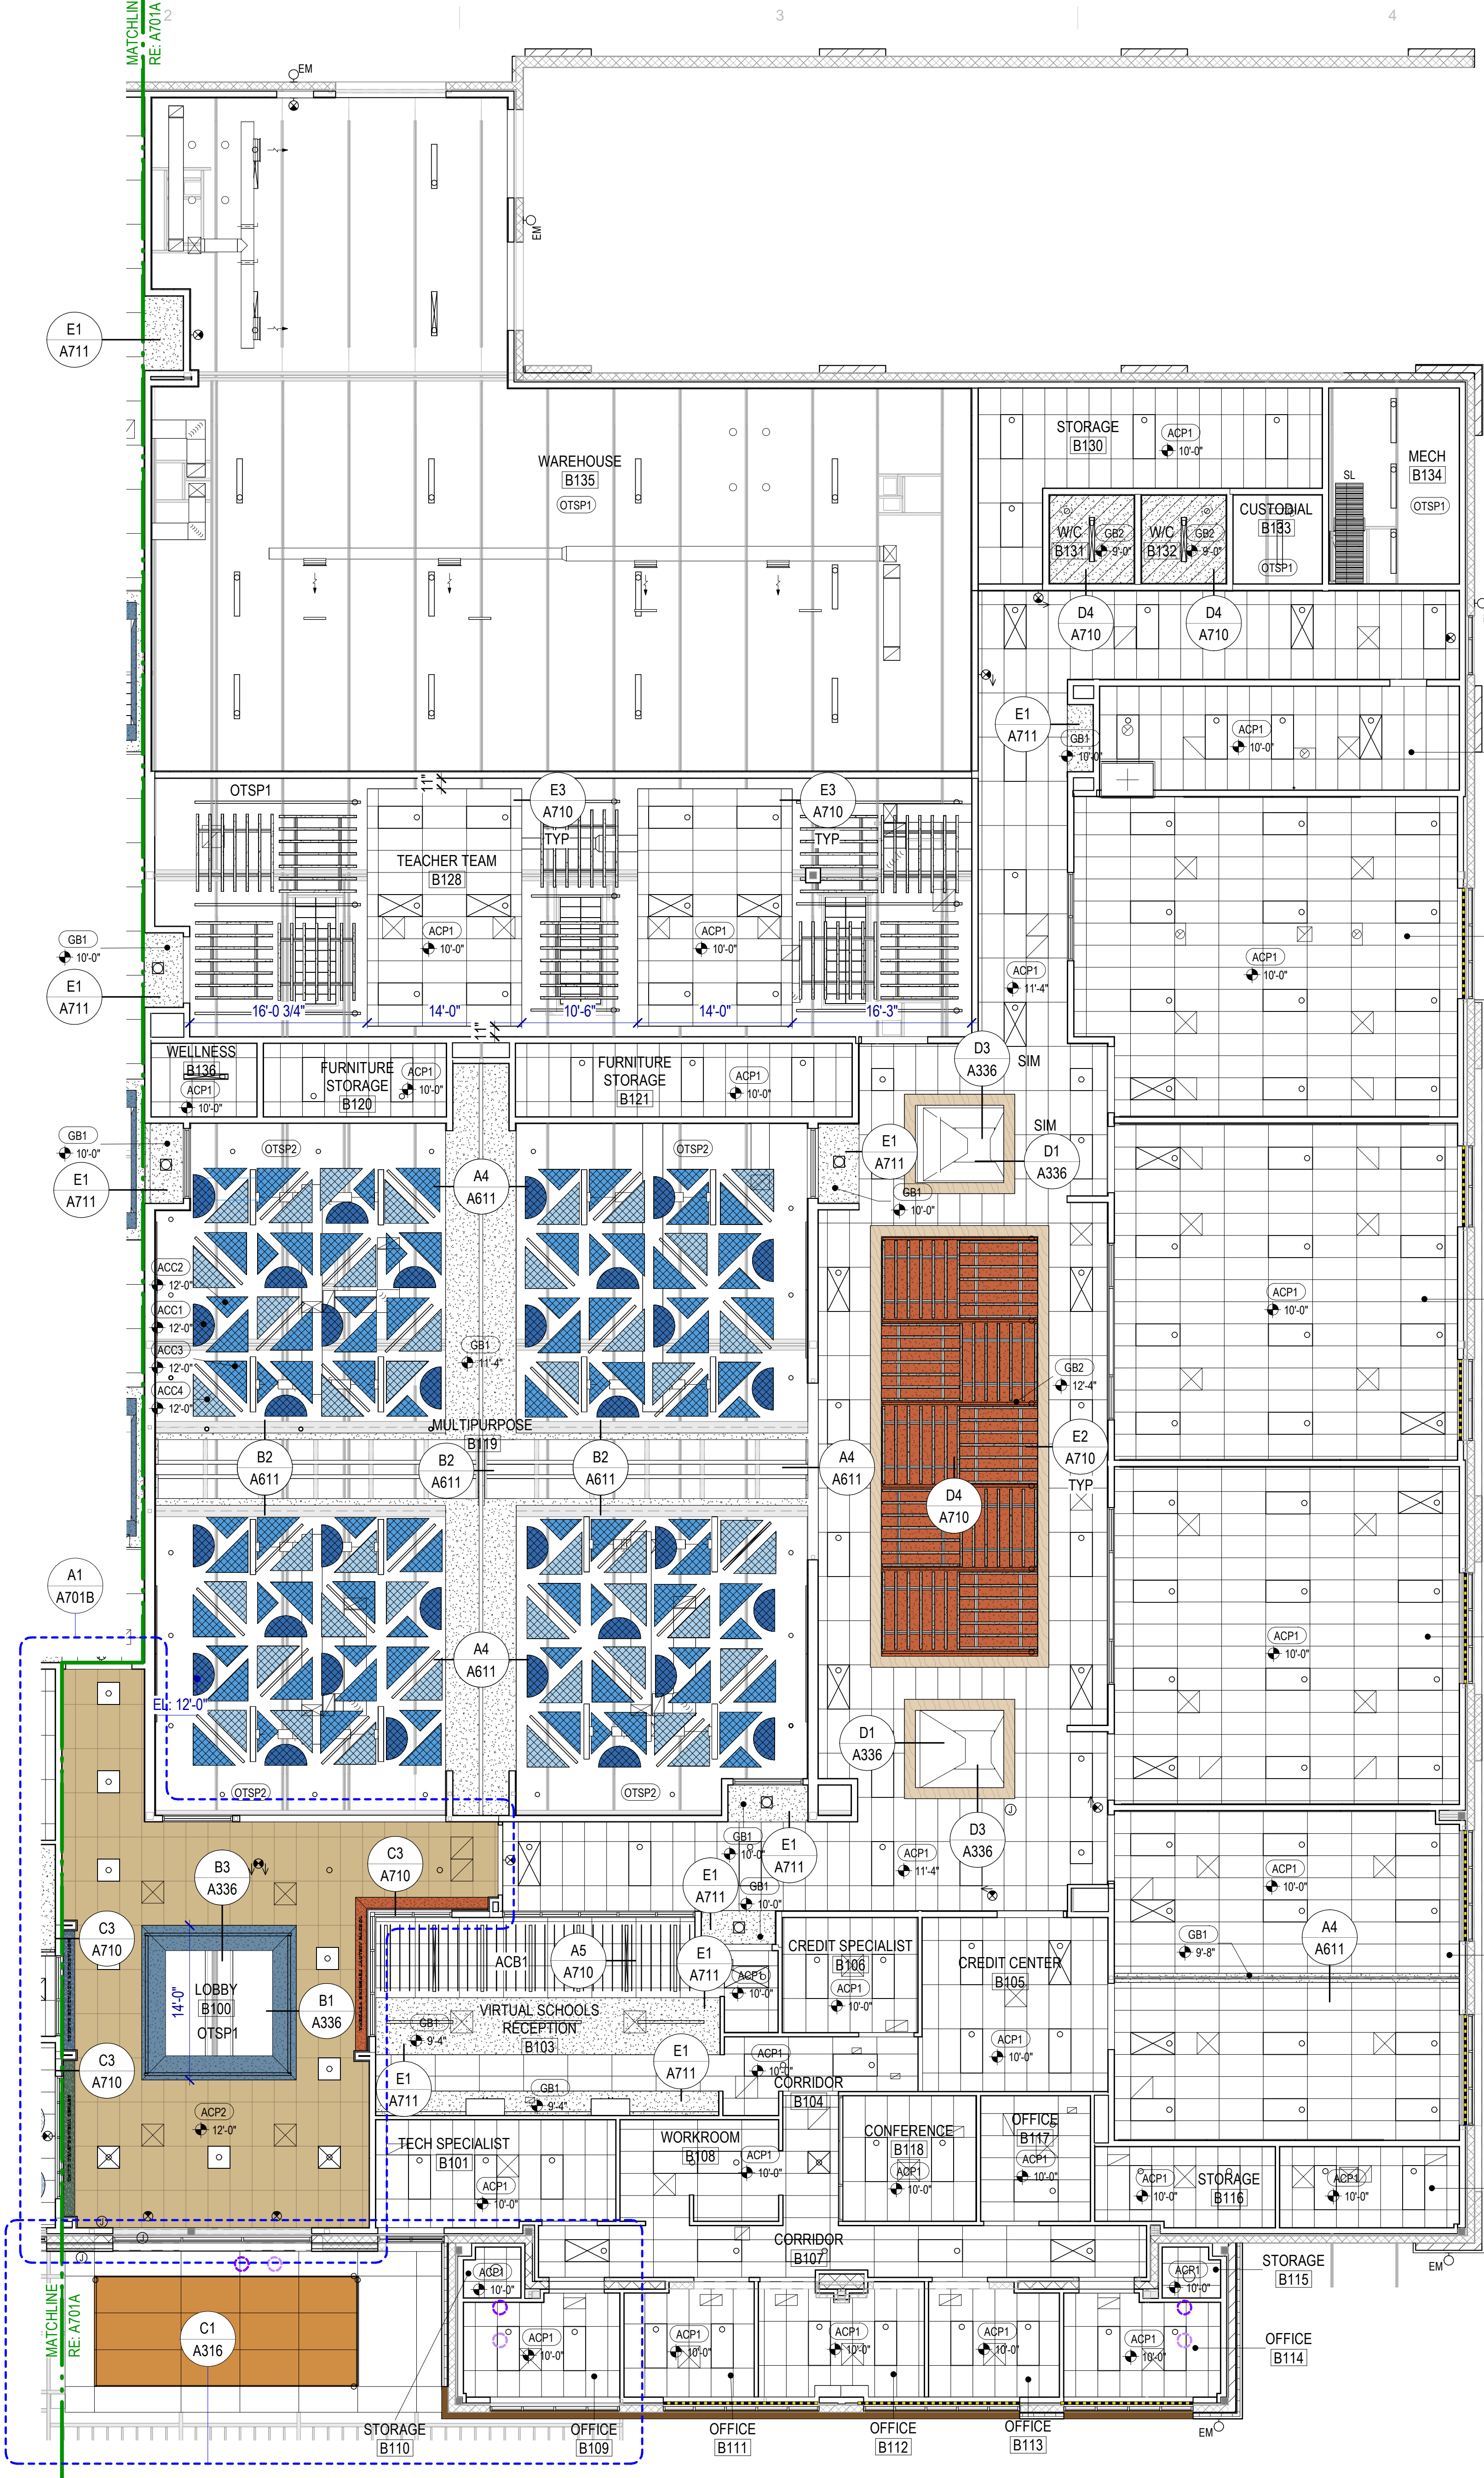 2
3
4
MATCHLIN
RE: A701A
EM
EM
E1
A711
WAREHOUSE
B135
OTSP1
STORAGE
B130
ACP1
10'-0"
MECH
B134
OTSP1
SL
W/C
B131
GB2
9'-0"
W/C
B132
GB2
9'-0"
CUSTODIAL
B133
OTSP1
D4
A710
D4
A710
E1
A711
GB1
10'-0"
ACP1
10'-0"
OTSP1
11"
E3
A710
TYP
E3
A710
TYP
TEACHER TEAM
B128
ACP1
10'-0"
ACP1
10'-0"
GB1
10'-0"
E1
A711
ACP1
10'-0"
ACP1
11'-4"
16'-0 3/4"
14'-0"
10'-6"
14'-0"
16'-3"
11"
WELLNESS
B136
ACP1
10'-0"
FURNITURE
STORAGE
B120
ACP1
10'-0"
FURNITURE
STORAGE
B121
ACP1
10'-0"
D3
A336
SIM
SIM
D1
A336
GB1
10'-0"
E1
A711
OTSP2
OTSP2
E1
A711
GB1
10'-0"
A4
A611
ACC2
12'-0"
ACC1
12'-0"
ACC3
12'-0"
ACC4
12'-0"
GB1
11'-4"
ACP1
10'-0"
GB2
12'-4"
MULTIPURPOSE
B119
B2
A611
B2
A611
B2
A611
A4
A611
E2
A710
TYP
D4
A710
A1
A701B
A4
A611
EL: 12'-0"
ACP1
10'-0"
D1
A336
OTSP2
OTSP2
J
D3
A336
GB1
10'-0"
E1
A711
ACP1
11'-4"
ACP1
10'-0"
B3
A336
C3
A710
E1
A711
GB1
10'-0"
C3
A710
GB1
9'-8"
A4
A611
ACB1
A5
A710
E1
A711
ACP1
10'-0"
CREDIT SPECIALIST
B106
ACP1
10'-0"
CREDIT CENTER
B105
ACP1
10'-0"
14'-0"
LOBBY
B100
OTSP1
B1
A336
VIRTUAL SCHOOLS
RECEPTION
B103
GB1
9'-4"
E1
A711
C3
A710
E1
A711
GB1
9'-4"
ACP1
10'-0"
CORRIDOR
B104
ACP2
12'-0"
TECH SPECIALIST
B101
ACP1
10'-0"
WORKROOM
B108
ACP1
10'-0"
CONFERENCE
B118
ACP1
10'-0"
OFFICE
B117
ACP1
10'-0"
ACP1
10'-0"
STORAGE
B116
ACP1
10'-0"
J
J
J
CORRIDOR
B107
ACP1
10'-0"
ACP1
10'-0"
STORAGE
B115
EM
MATCHLINE
RE: A701A
C1
A316
ACP1
10'-0"
ACP1
10'-0"
ACP1
10'-0"
ACP1
10'-0"
ACP1
10'-0"
OFFICE
B114
STORAGE
B110
OFFICE
B109
OFFICE
B111
OFFICE
B112
OFFICE
B113
EM